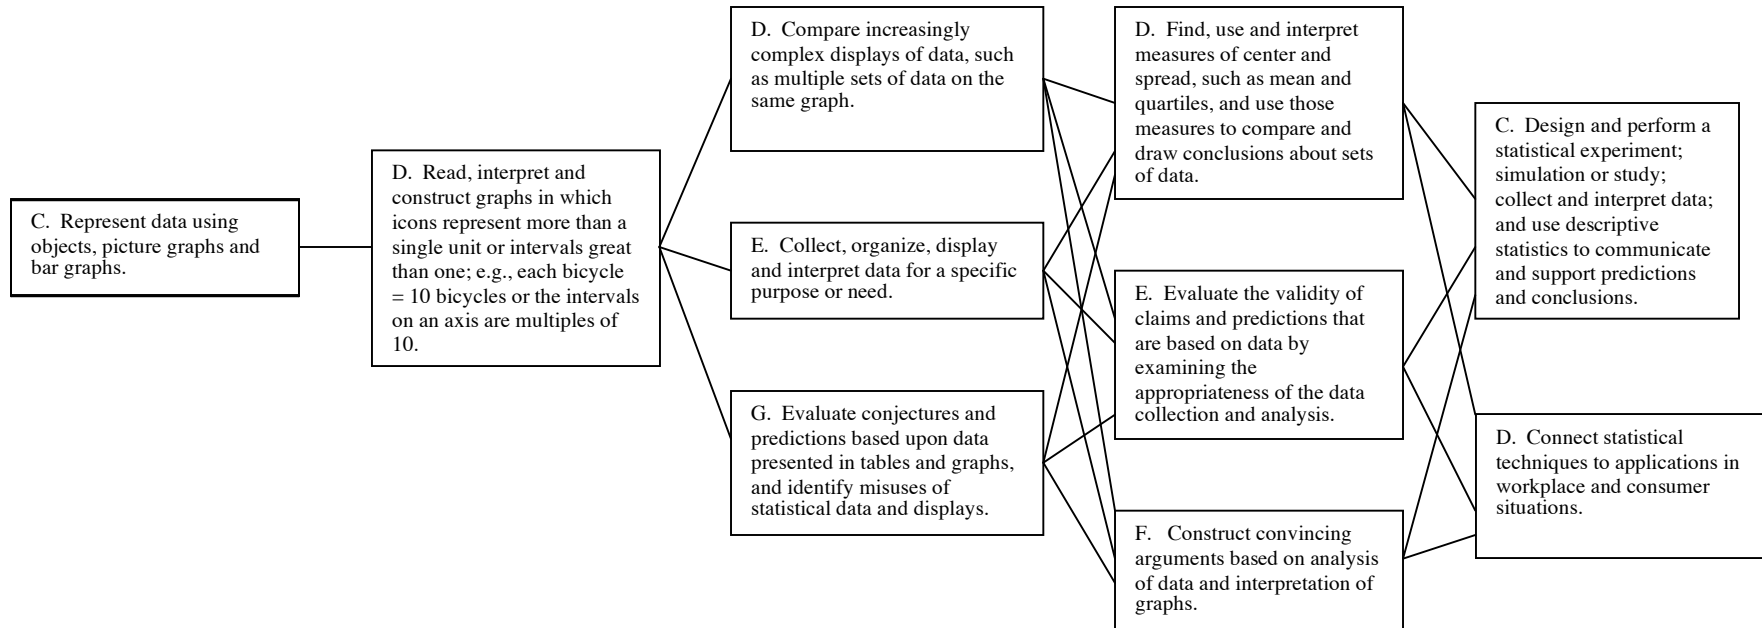 C. Represent data using
objects, picture graphs and
bar graphs.
D. Read, interpret and
construct graphs in which
icons represent more than a
single unit or intervals great
than one; e.g., each bicycle
= 10 bicycles or the intervals
on an axis are multiples of
10.
D. Compare increasingly
complex displays of data, such
as multiple sets of data on the
same graph.
E. Collect, organize, display
and interpret data for a specific
purpose or need.
G. Evaluate conjectures and
predictions based upon data
presented in tables and graphs,
and identify misuses of
statistical data and displays.
D. Find, use and interpret
measures of center and
spread, such as mean and
quartiles, and use those
measures to compare and
draw conclusions about sets
of data.
E. Evaluate the validity of
claims and predictions that
are based on data by
examining the
appropriateness of the data
collection and analysis.
F. Construct convincing
arguments based on analysis
of data and interpretation of
graphs.
C. Design and perform a
statistical experiment;
simulation or study;
collect and interpret data;
and use descriptive
statistics to communicate
and support predictions
and conclusions.
D. Connect statistical
techniques to applications in
workplace and consumer
situations.